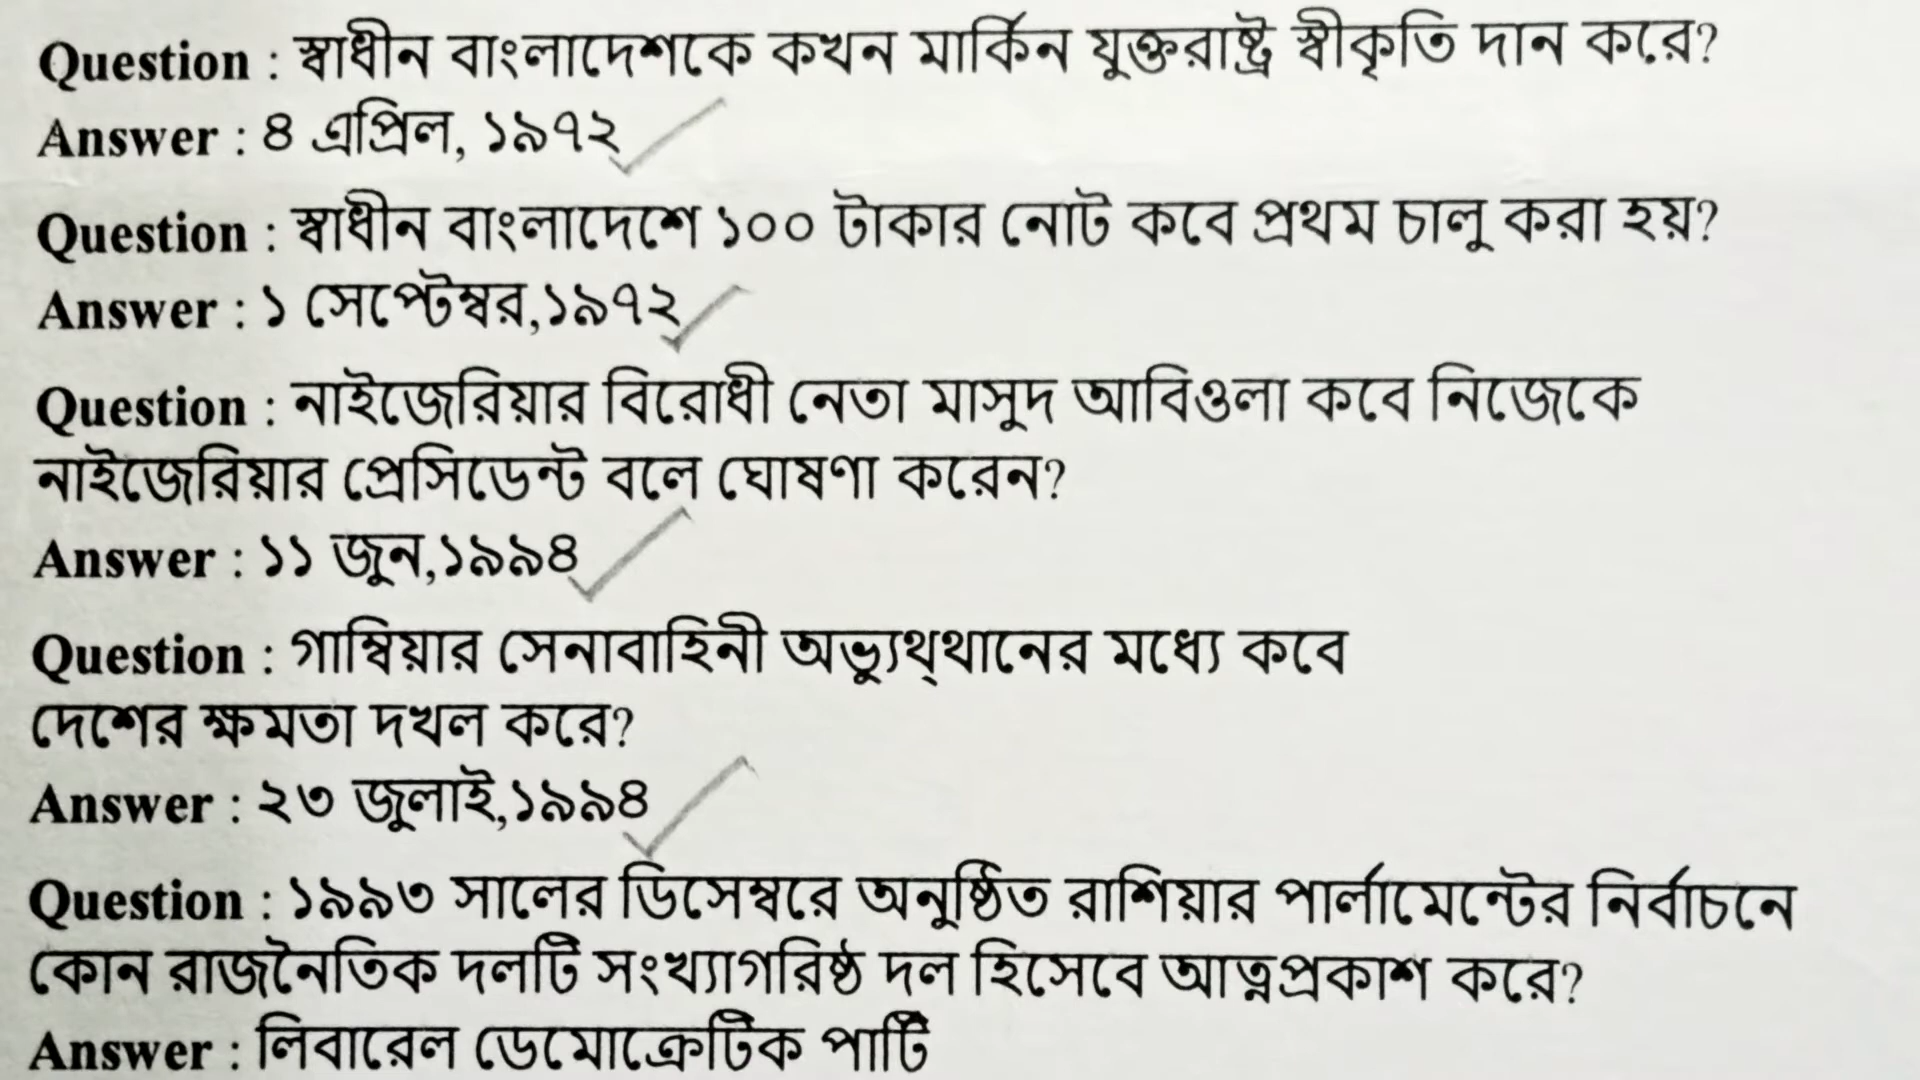 Question : স্বাধীন বাংলাদেশকে কখন মার্কিন যুক্তরাষ্ট্র স্বীকৃতি দান করে?
Answer : ৪ এপ্রিল, ১৯৭২
Question : স্বাধীন বাংলাদেশে ১০০ টাকার নোট কবে প্রথম চালু করা হয়?
Answer : ১ সেপ্টেম্বর,১৯৭২
Question : নাইজেরিয়ার বিরোধী নেতা মাসুদ আবিওলা কবে নিজেকে
নাইজেরিয়ার প্রেসিডেন্ট বলে ঘোষণা করেন?
Answer : ১১ জুন,১৯৯৪
Question : গাম্বিয়ার সেনাবাহিনী অভ্যুথ্থানের মধ্যে কবে
দেশের ক্ষমতা দখল করে?
Answer : ২৩ জুলাই,১৯৯৪
Question : ১৯৯৩ সালের ডিসেম্বরে অনুষ্ঠিত রাশিয়ার পার্লামেন্টের নির্বাচনে
কোন রাজনৈতিক দলটি সংখ্যাগরিষ্ঠ দল হিসেবে আত্নপ্রকাশ করে?
Answer : লিবারেল ডেমোক্রেটিক পার্টি